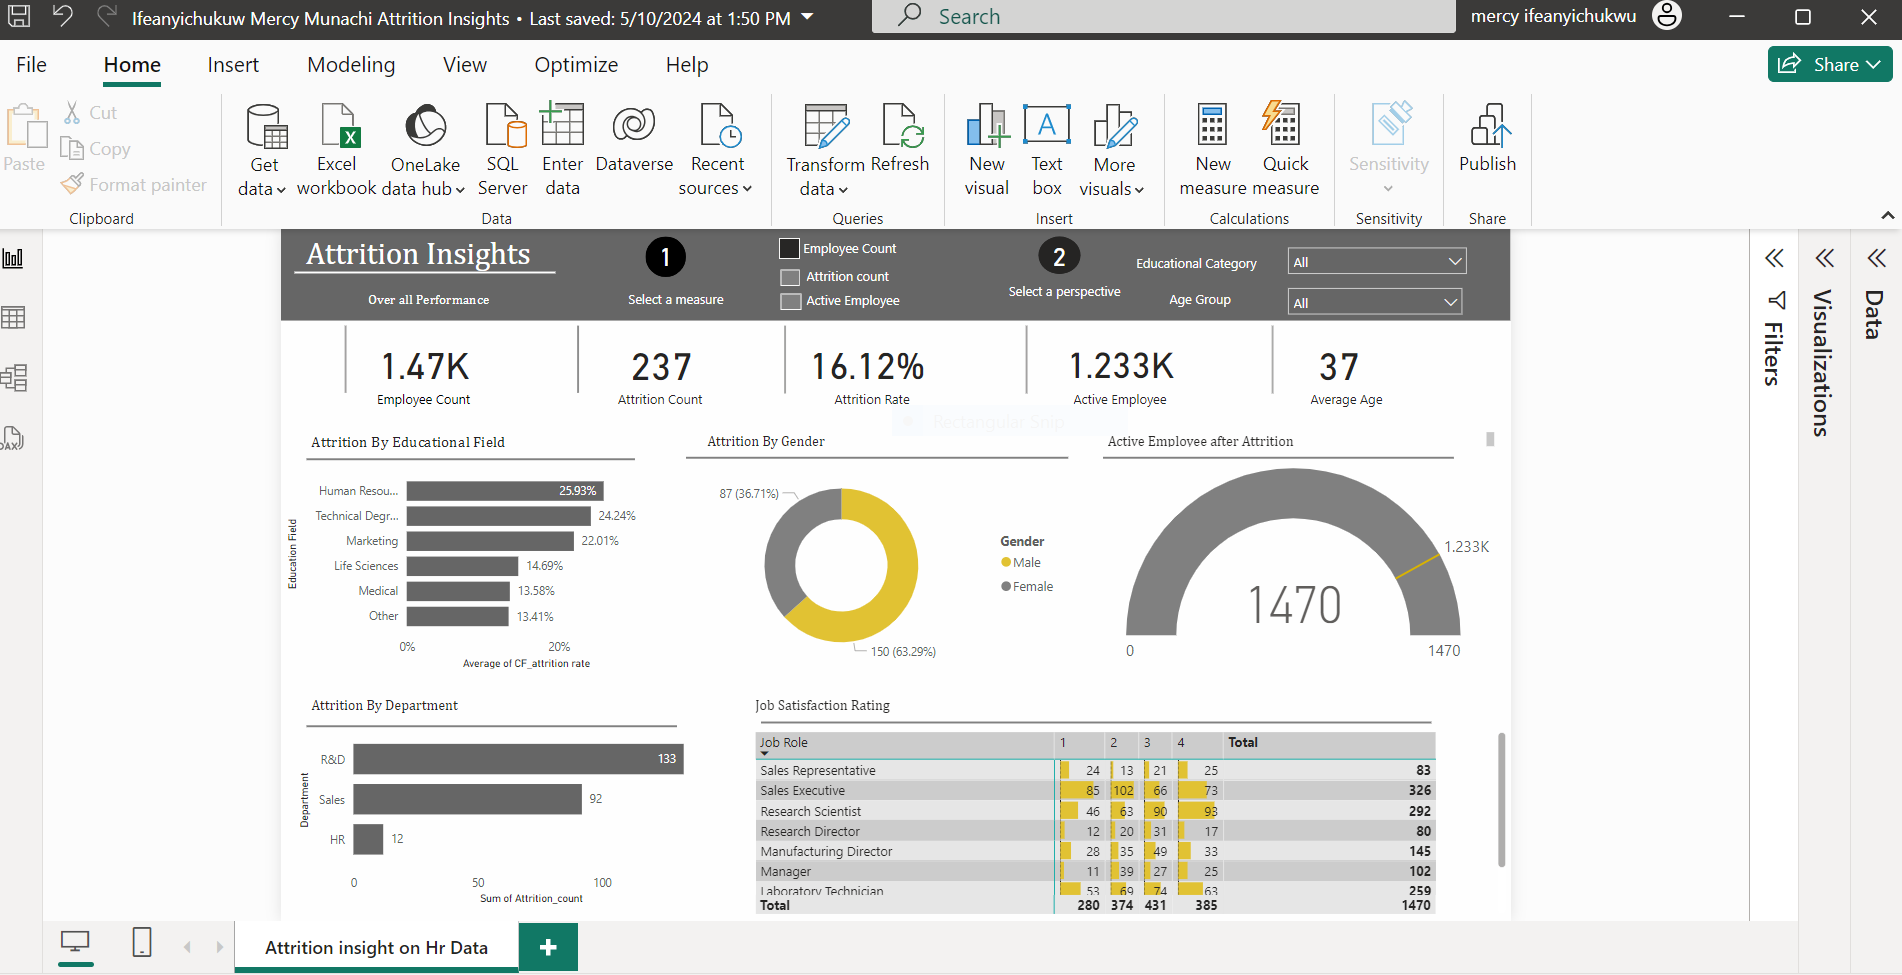 Ifeanyichukuw Mercy Munachi Attrition Insights • Last saved: 5/10/2024 at 1:50 PM
Search
mercy ifeanyichukwu
File Home Insert Modeling View Optimize Help
Share
Paste
Cut
Copy
Format painter
Clipboard
Get data
Excel workbook
OneLake data hub
SQL Server
Enter data
Dataverse
Recent sources
Data
Transform data
Refresh
Queries
New visual
Text box
More visuals
Insert
New measure
Quick measure
Calculations
Sensitivity
Sensitivity
Publish
Share
Attrition Insights
Over all Performance
1
Select a measure
Employee Count
Attrition count
Active Employee
2
Select a perspective
Educational Category
All
Age Group
All
Filters
Visualizations
Data
1.47K
Employee Count
237
Attrition Count
16.12%
Attrition Rate
1.233K
Active Employee
37
Average Age
Rectangular Snip
Attrition By Educational Field
Education Field
Human Resou... 25.93%
Technical Degr... 24.24%
Marketing 22.01%
Life Sciences 14.69%
Medical 13.58%
Other 13.41%
0% 20%
Average of CF_attrition rate
Attrition By Gender
87 (36.71%)
150 (63.29%)
Gender
Male
Female
Active Employee after Attrition
1.233K
1470
0 1470
Attrition By Department
Department
R&D 133
Sales 92
HR 12
0 50 100
Sum of Attrition_count
Job Satisfaction Rating
Job Role 1 2 3 4 Total
Sales Representative 24 13 21 25 83
Sales Executive 85 102 66 73 326
Research Scientist 46 63 90 93 292
Research Director 12 20 31 17 80
Manufacturing Director 28 35 49 33 145
Manager 11 39 27 25 102
Laboratory Technician 53 69 74 63 259
Total 280 374 431 385 1470
Attrition insight on Hr Data